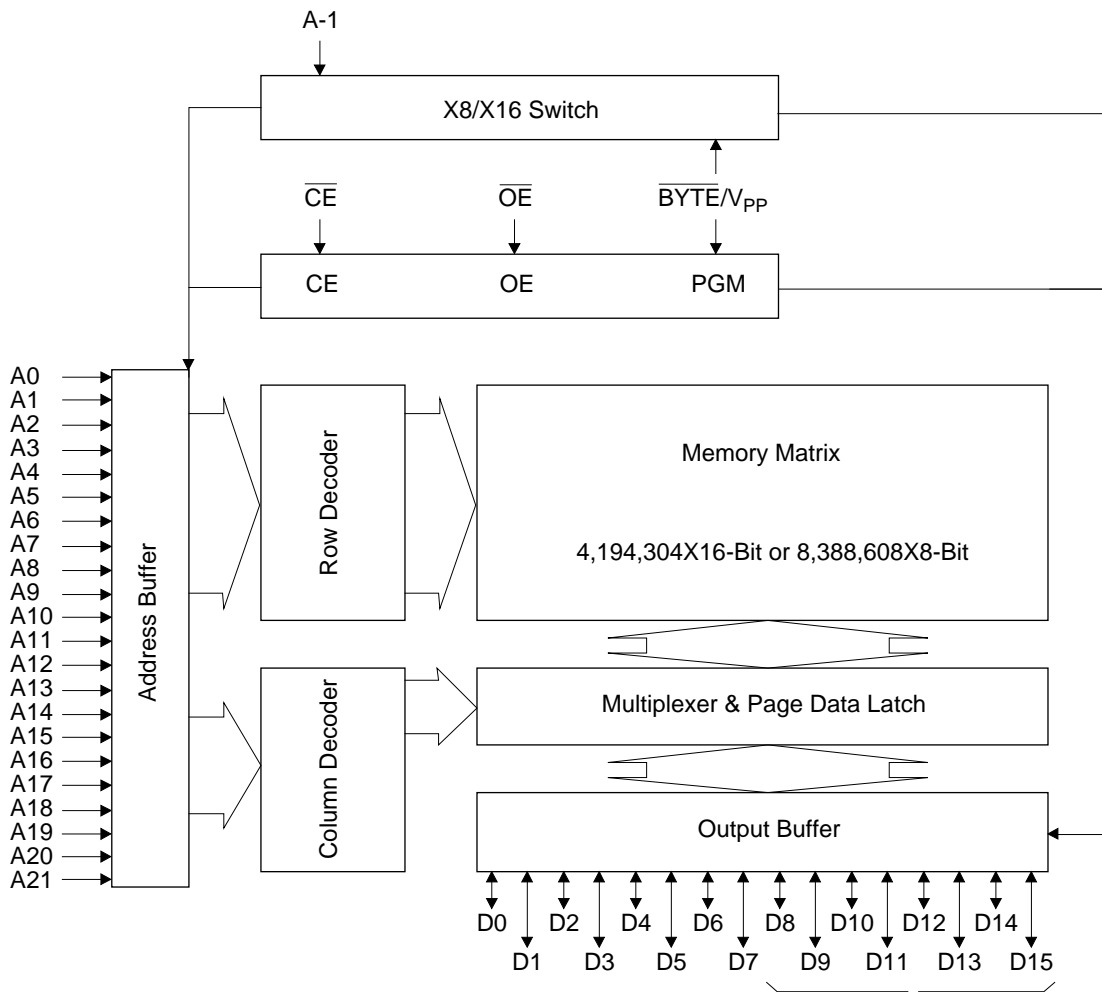 A-1
X8/X16 Switch
CE OE BYTE/VPP
CE OE PGM
A0
A1
A2
A3
A4
A5
A6
A7
A8
A9
A10
A11
A12
A13
A14
A15
A16
A17
A18
A19
A20
A21
Address Buffer
Row Decoder
Memory Matrix
4,194,304X16-Bit or 8,388,608X8-Bit
Column Decoder
Multiplexer & Page Data Latch
Output Buffer
D0 D2 D4 D6 D8 D10 D12 D14
D1 D3 D5 D7 D9 D11 D13 D15